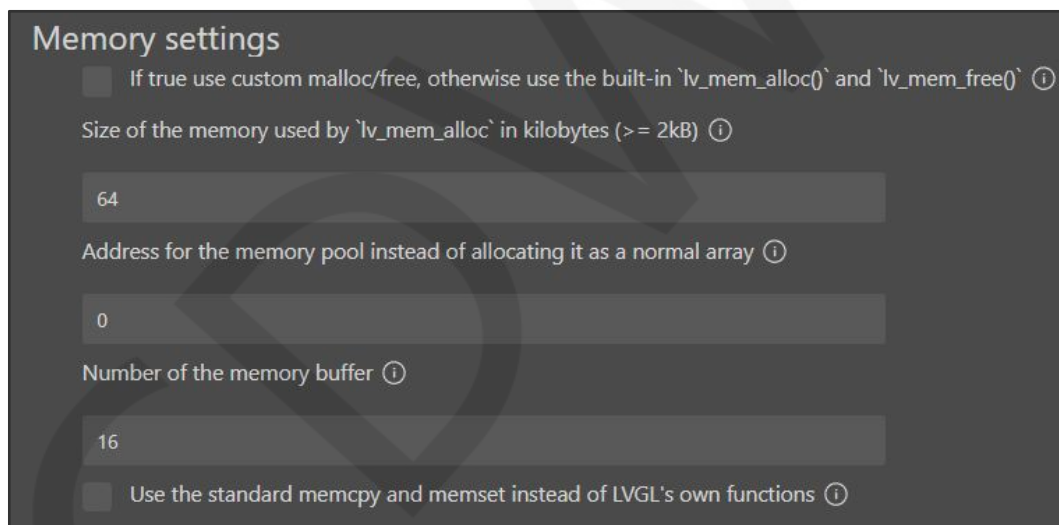 Memory settings
If true use custom malloc/free, otherwise use the built-in `lv_mem_alloc()` and `lv_mem_free()`
Size of the memory used by `lv_mem_alloc` in kilobytes (>= 2kB)
64
Address for the memory pool instead of allocating it as a normal array
0
Number of the memory buffer
16
Use the standard memcpy and memset instead of LVGL's own functions